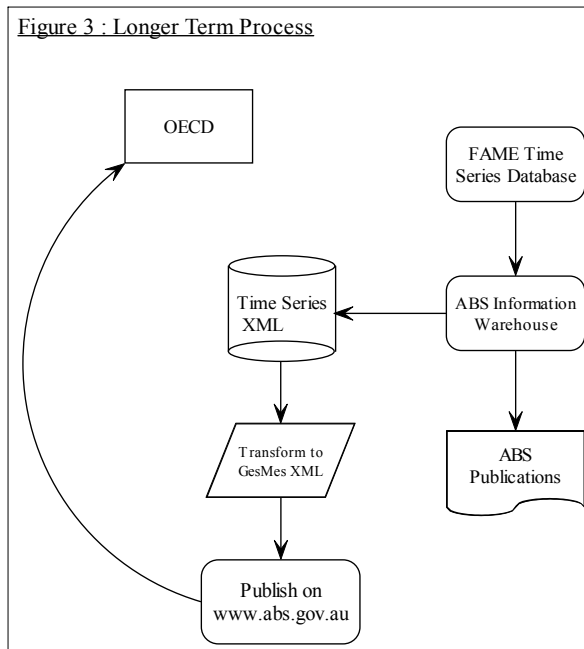 Figure 3 : Longer Term Process
OECD
FAME Time
Series Database
Time Series
XML
ABS Information
Warehouse
Transform to
GesMes XML
ABS
Publications
Publish on
www.abs.gov.au